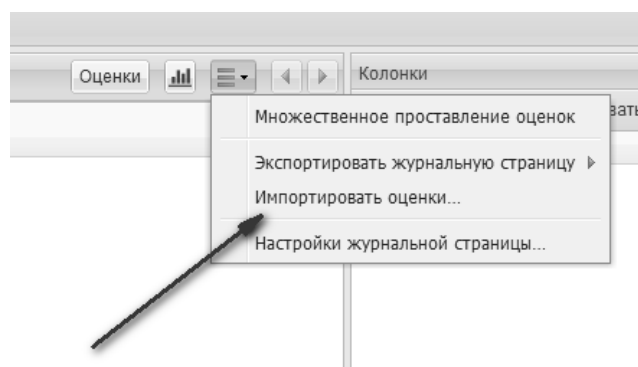 Оценки
Колонки
Множественное проставление оценок
Экспортировать журнальную страницу
Импортировать оценки...
Настройки журнальной страницы...